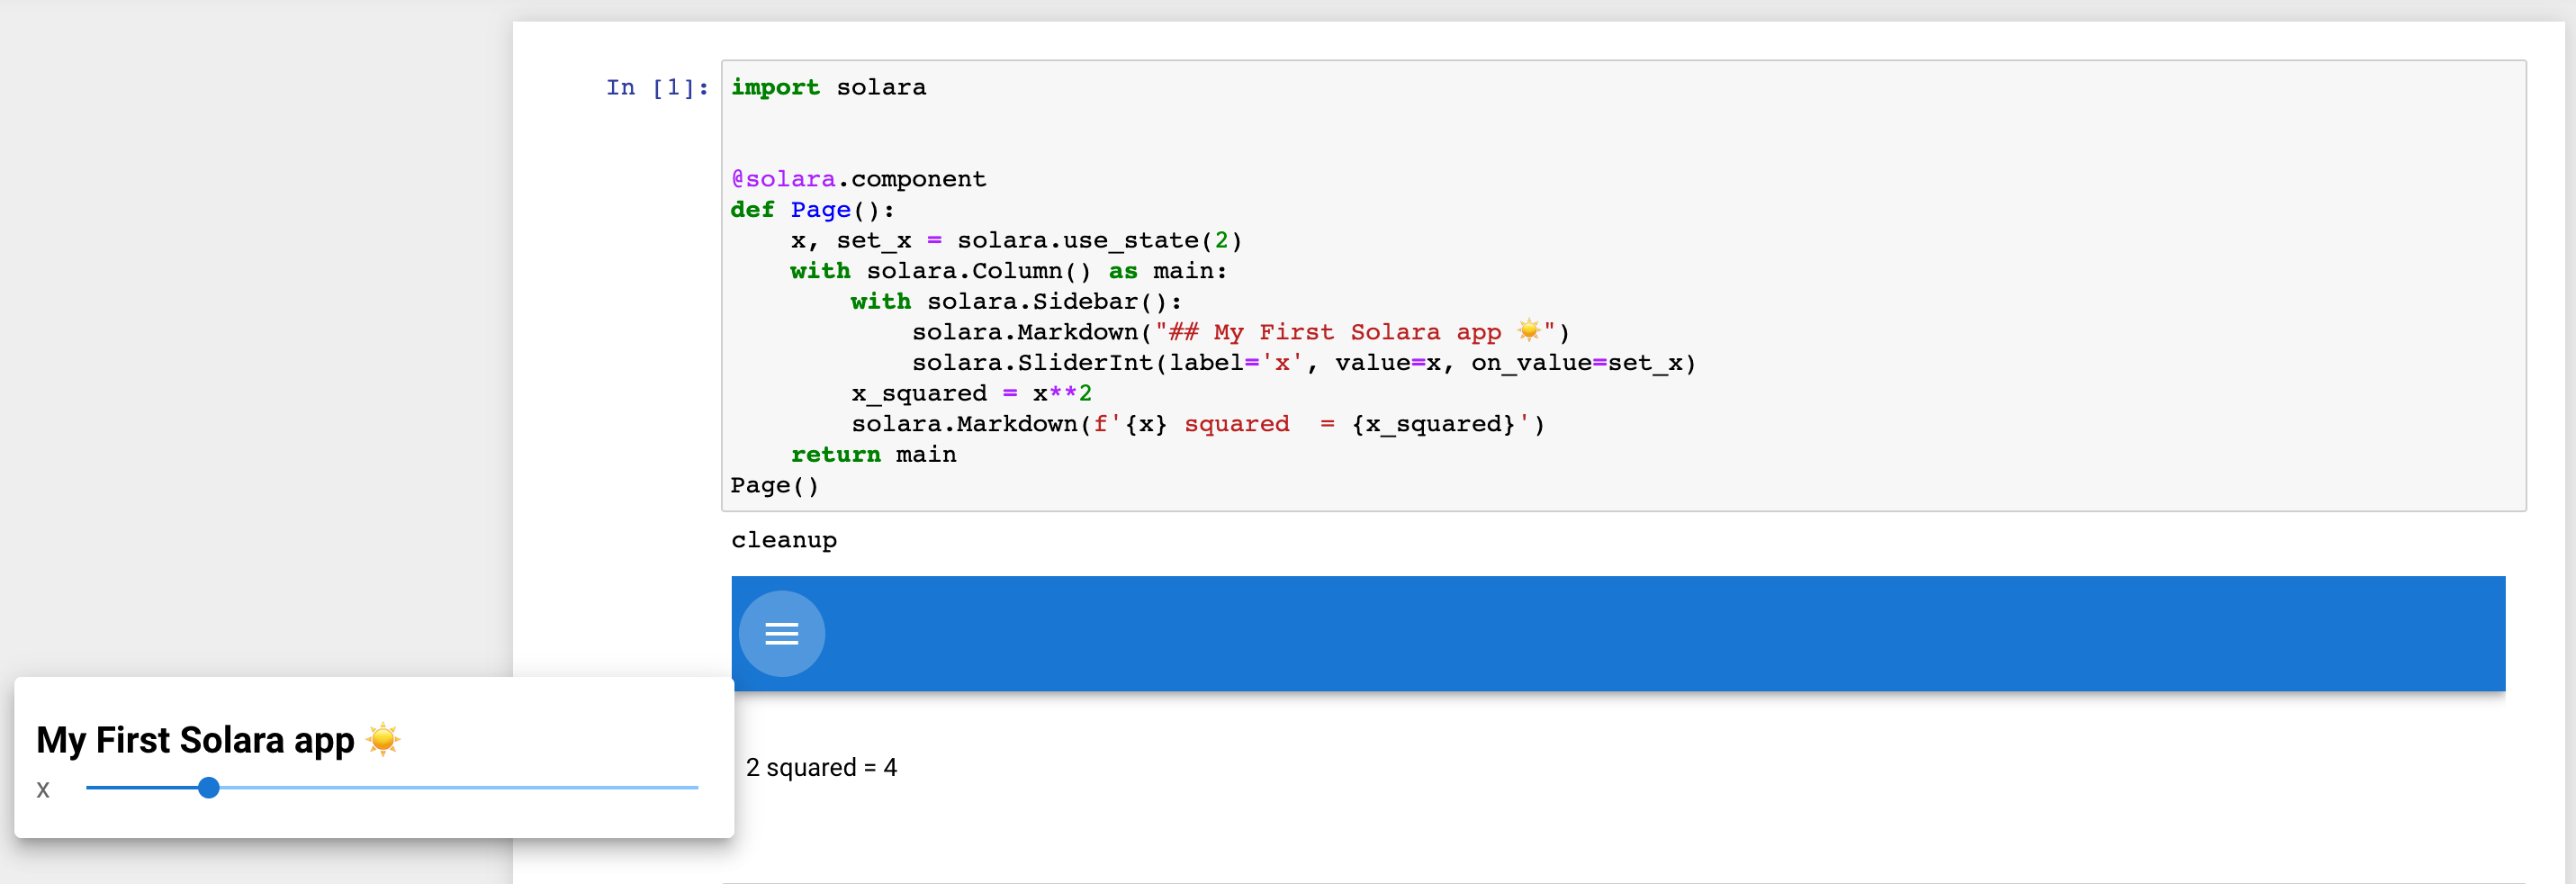 In [1]:
import solara
@solara.component
def Page():
    x, set_x = solara.use_state(2)
    with solara.Column() as main:
        with solara.Sidebar():
            solara.Markdown("## My First Solara app ☀️")
            solara.SliderInt(label='x', value=x, on_value=set_x)
        x_squared = x**2
        solara.Markdown(f'{x} squared  = {x_squared}')
    return main
Page()
cleanup
My First Solara app ☀️
x
2 squared = 4